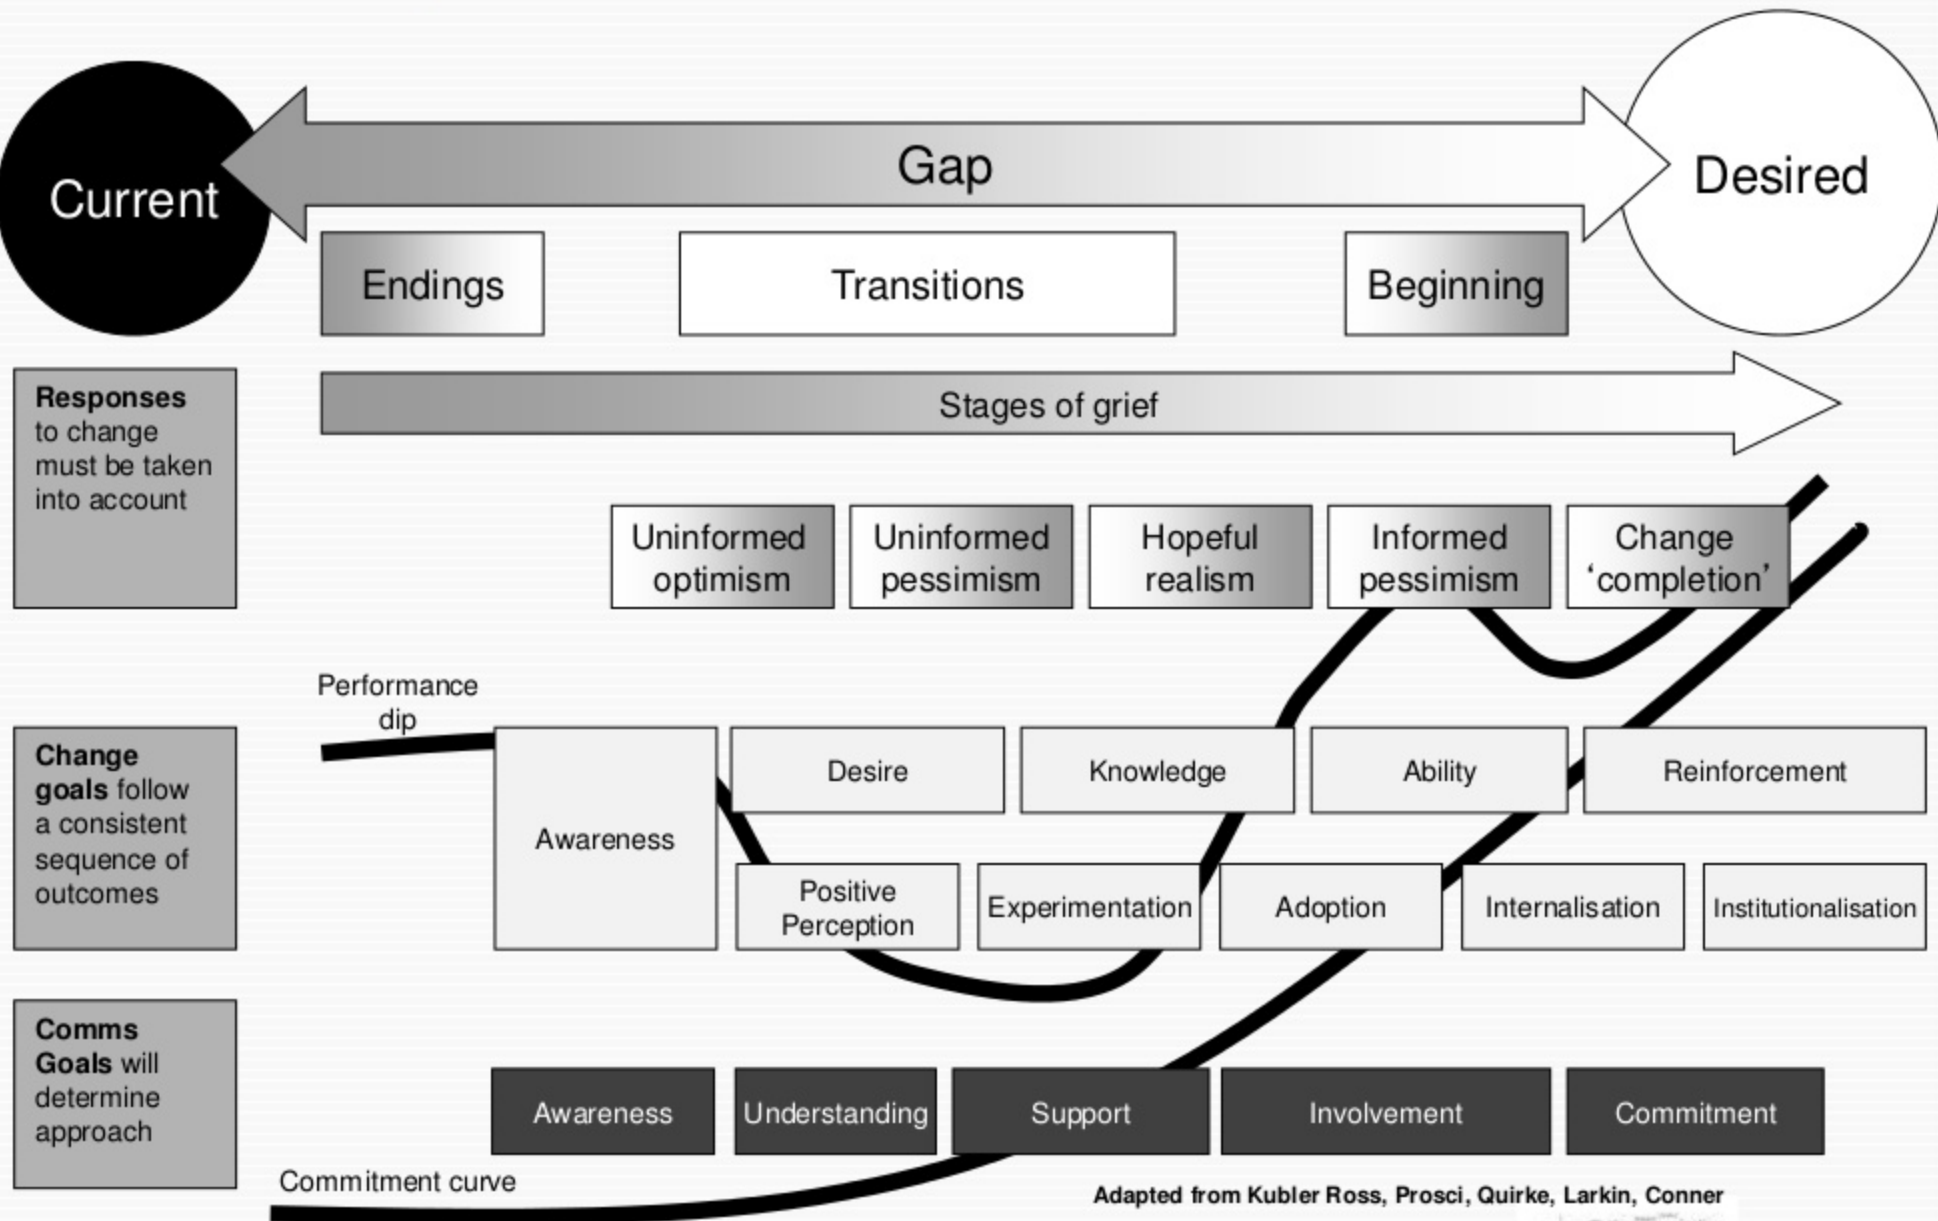 Current
Gap
Desired
Endings
Transitions
Beginning
Responses
to change
must be taken
into account
Stages of grief
Uninformed
optimism
Uninformed
pessimism
Hopeful
realism
Informed
pessimism
Change
‘completion’
Performance
dip
Change
goals follow
a consistent
sequence of
outcomes
Awareness
Desire
Knowledge
Ability
Reinforcement
Positive
Perception
Experimentation
Adoption
Internalisation
Institutionalisation
Comms
Goals will
determine
approach
Awareness
Understanding
Support
Involvement
Commitment
Commitment curve
Adapted from Kubler Ross, Prosci, Quirke, Larkin, Conner